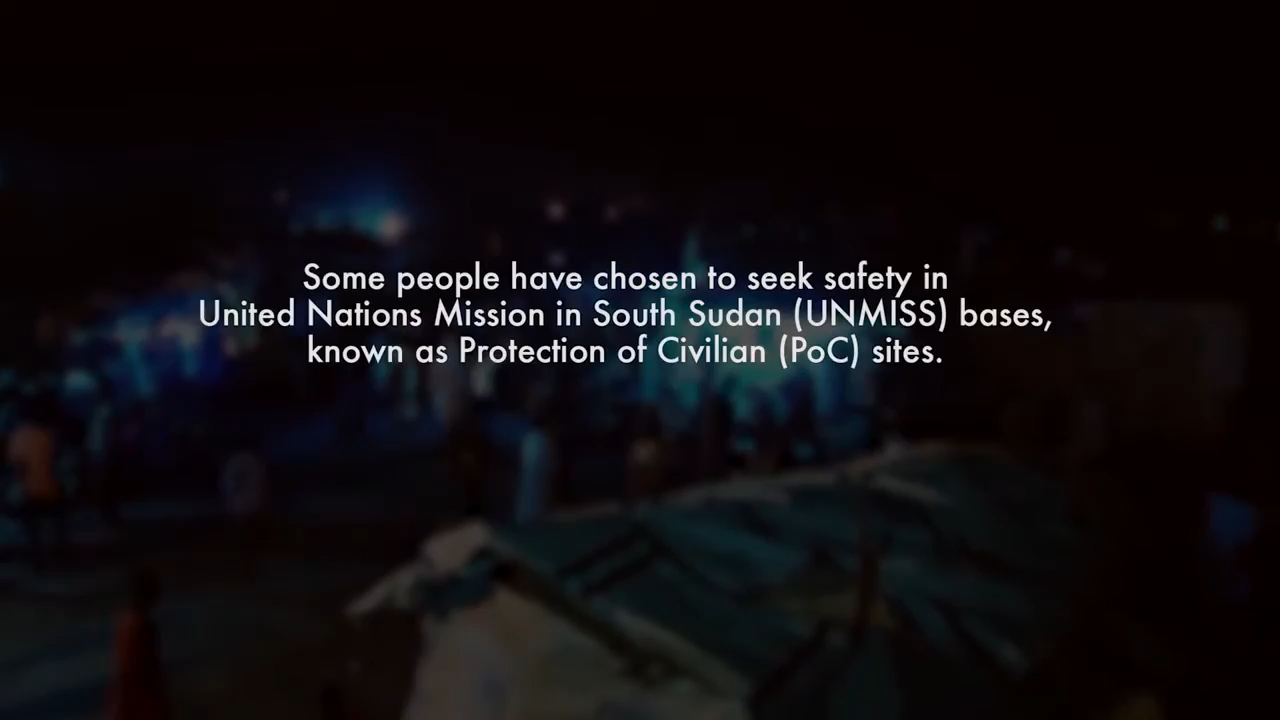 Some people have chosen to seek safety in
United Nations Mission in South Sudan (UNMISS) bases,
known as Protection of Civilian (PoC) sites.